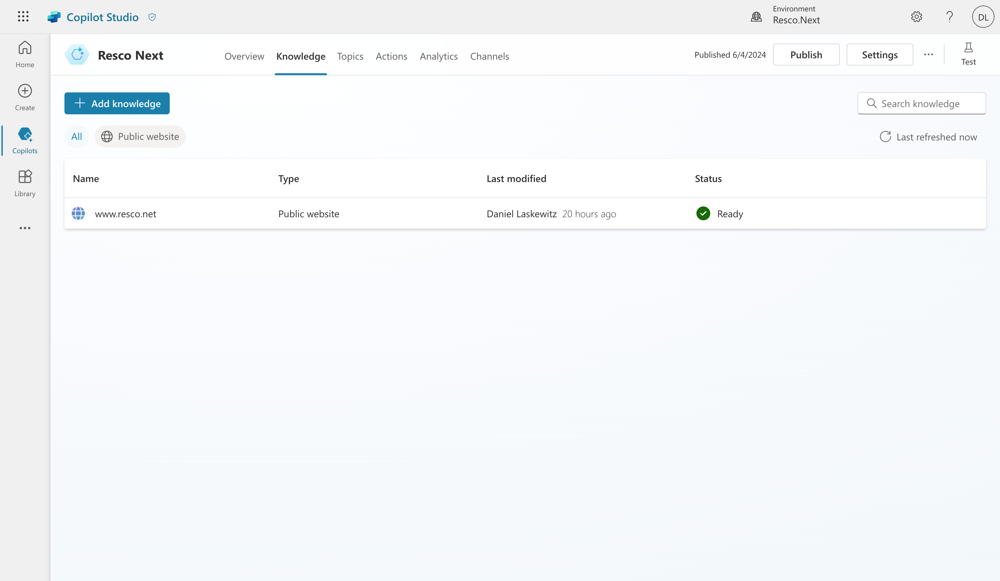 Copilot Studio
Environment
Resco.Next
DL
Home
Create
Copilots
Library
Resco Next
Overview
Knowledge
Topics
Actions
Analytics
Channels
Published 6/4/2024
Publish
Settings
Test
Add knowledge
Search knowledge
All
Public website
Last refreshed now
Name Type Last modified Status
www.resco.net Public website Daniel Laskewitz 20 hours ago Ready